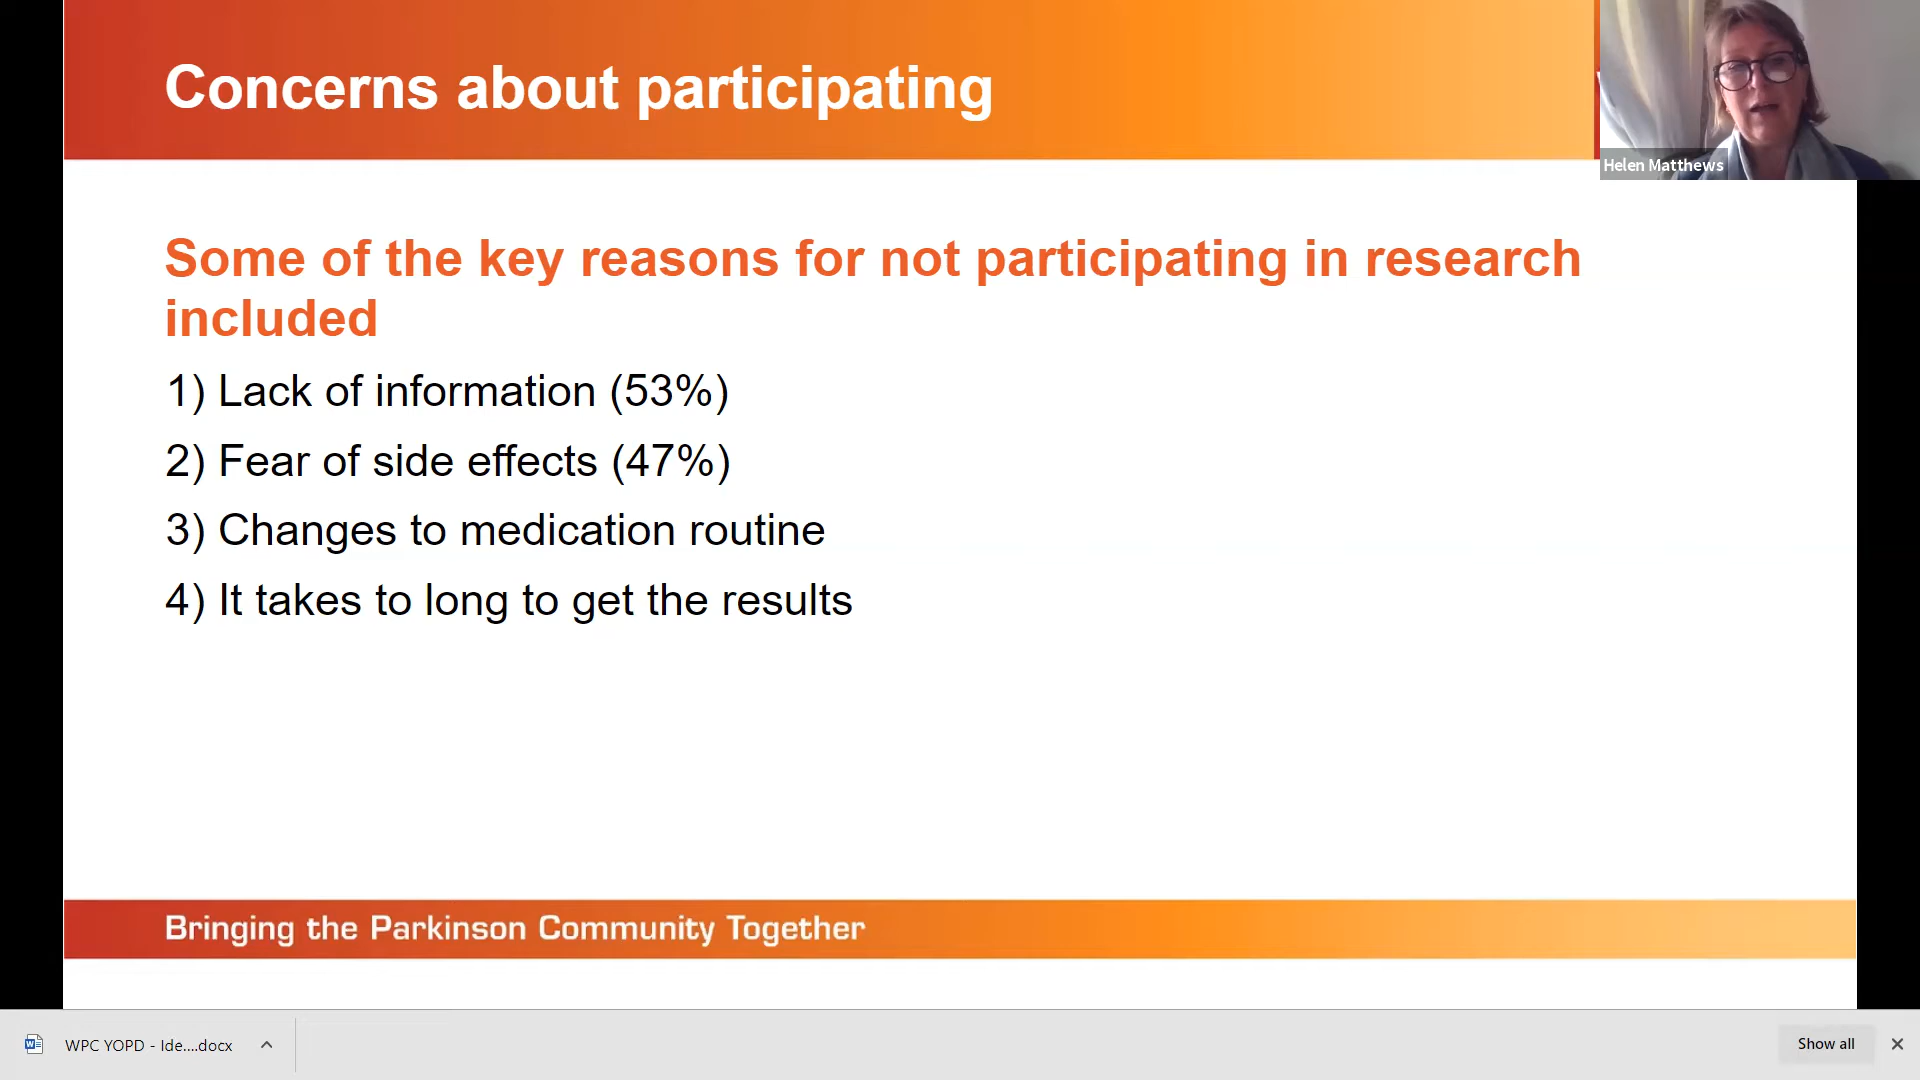 Concerns about participating
Helen Matthews
Some of the key reasons for not participating in research
included
1) Lack of information (53%)
2) Fear of side effects (47%)
3) Changes to medication routine
4) It takes to long to get the results
Bringing the Parkinson Community Together
WPC YOPD - Ide....docx
Show all